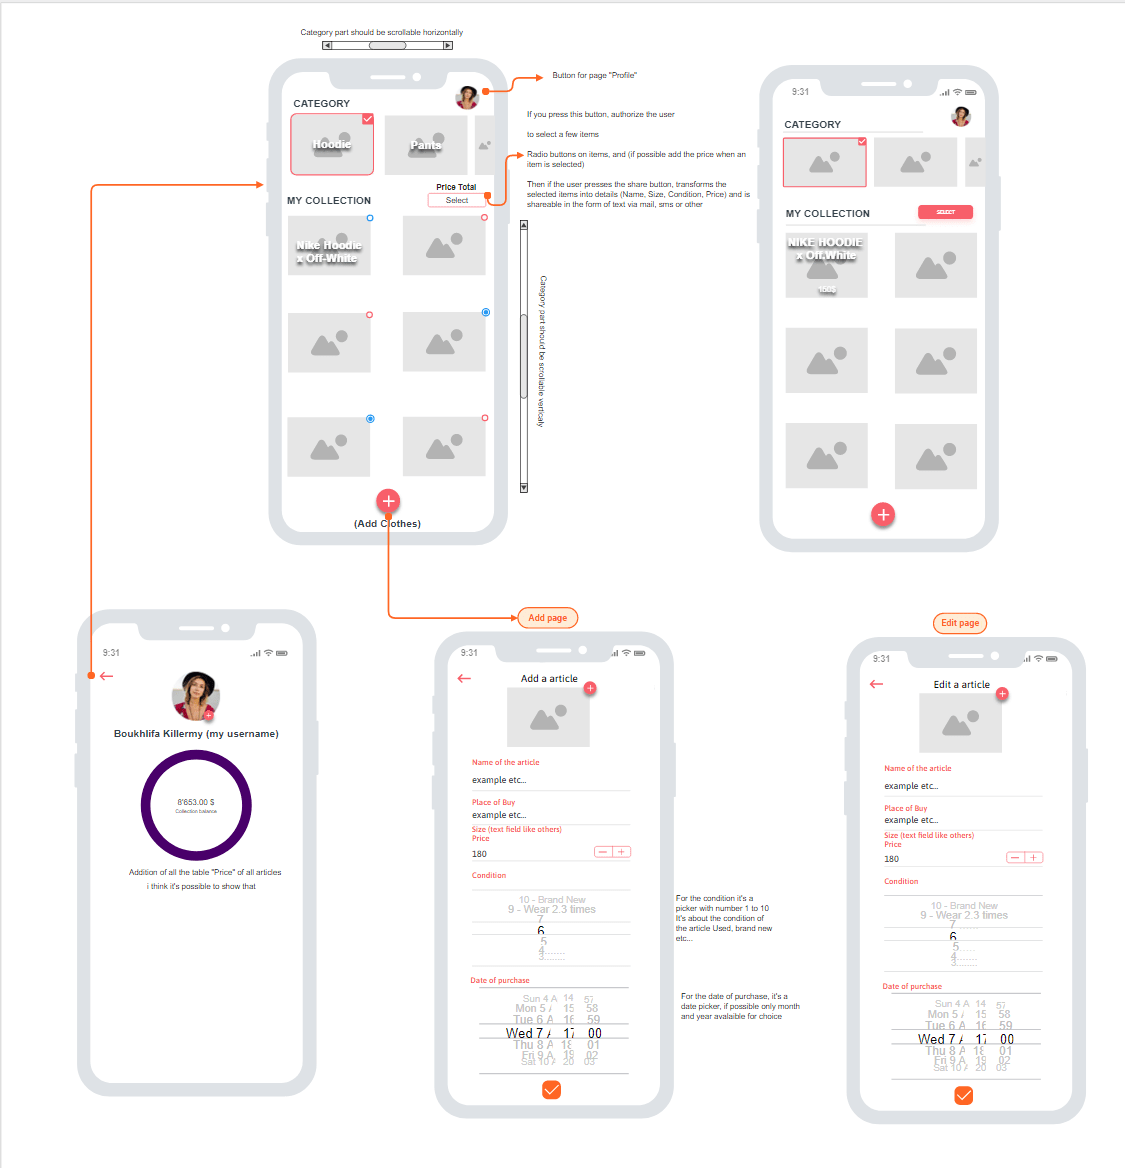 Category part should be scrollable horizontally
Button for page "Profile"
CATEGORY
Hoodie
Pants
If you press this button, authorize the user
to select a few items
Radio buttons on items, and (if possible add the price when an
item is selected)
Then if the user presses the share button, transforms the
selected items into details (Name, Size, Condition, Price) and is
shareable in the form of text via mail, sms or other
Price Total
MY COLLECTION
Select
Nike Hoodie
x Off-White
Category part should be scrollable verticaly
(Add Clothes)
9:31
CATEGORY
MY COLLECTION
SELECT
NIKE HOODIE
x Off.White
9:31
Boukhlifa Killermy (my username)
8'653.00 $
Collection balance
Addition of all the table "Price" of all articles
i think it's possible to show that
Add page
9:31
Add a article
Name of the article
example etc...
Place of Buy
example etc...
Size (text field like others)
Price
180
Condition
10 - Brand New
9 - Wear 2.3 times
7
6
5
4........
3........
For the condition it's a
picker with number 1 to 10
It's about the condition of
the article Used, brand new
etc...
Date of purchase
Sun 4 A 14 57
Mon 5 / 15 58
Tue 6 A 16 59
Wed 7 A 17 00
Thu 8 A 18 01
Fri 9 A 19 02
Sat 10 A 20 03
For the date of purchase, it's a
date picker, if possible only month
and year avalaible for choice
Edit page
9:31
Edit a article
Name of the article
example etc...
Place of Buy
example etc...
Size (text field like others)
Price
180
Condition
10 - Brand New
9 - Wear 2.3 times
7
6
5........
4........
3........
Date of purchase
Sun 4 A 14 57
Mon 5 / 15 58
Tue 6 A 16 59
Wed 7 A 17 00
Thu 8 A 18 01
Fri 9 A 19 02
Sat 10 A 20 03